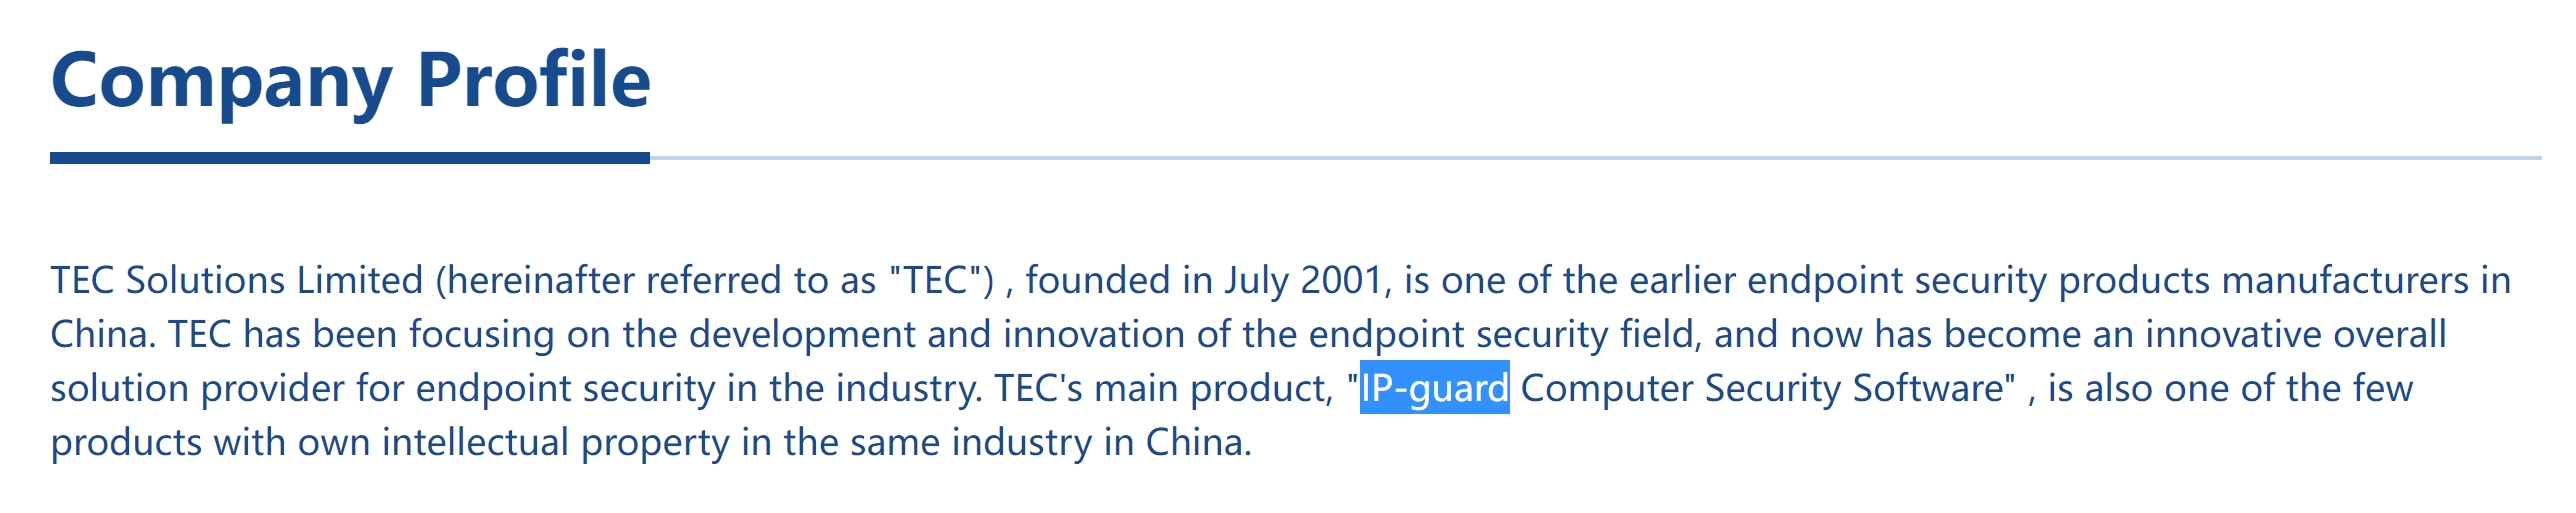 Company Profile
TEC Solutions Limited (hereinafter referred to as "TEC") , founded in July 2001, is one of the earlier endpoint security products manufacturers in
China. TEC has been focusing on the development and innovation of the endpoint security field, and now has become an innovative overall
solution provider for endpoint security in the industry. TEC's main product, "IP-guard Computer Security Software" , is also one of the few
products with own intellectual property in the same industry in China.